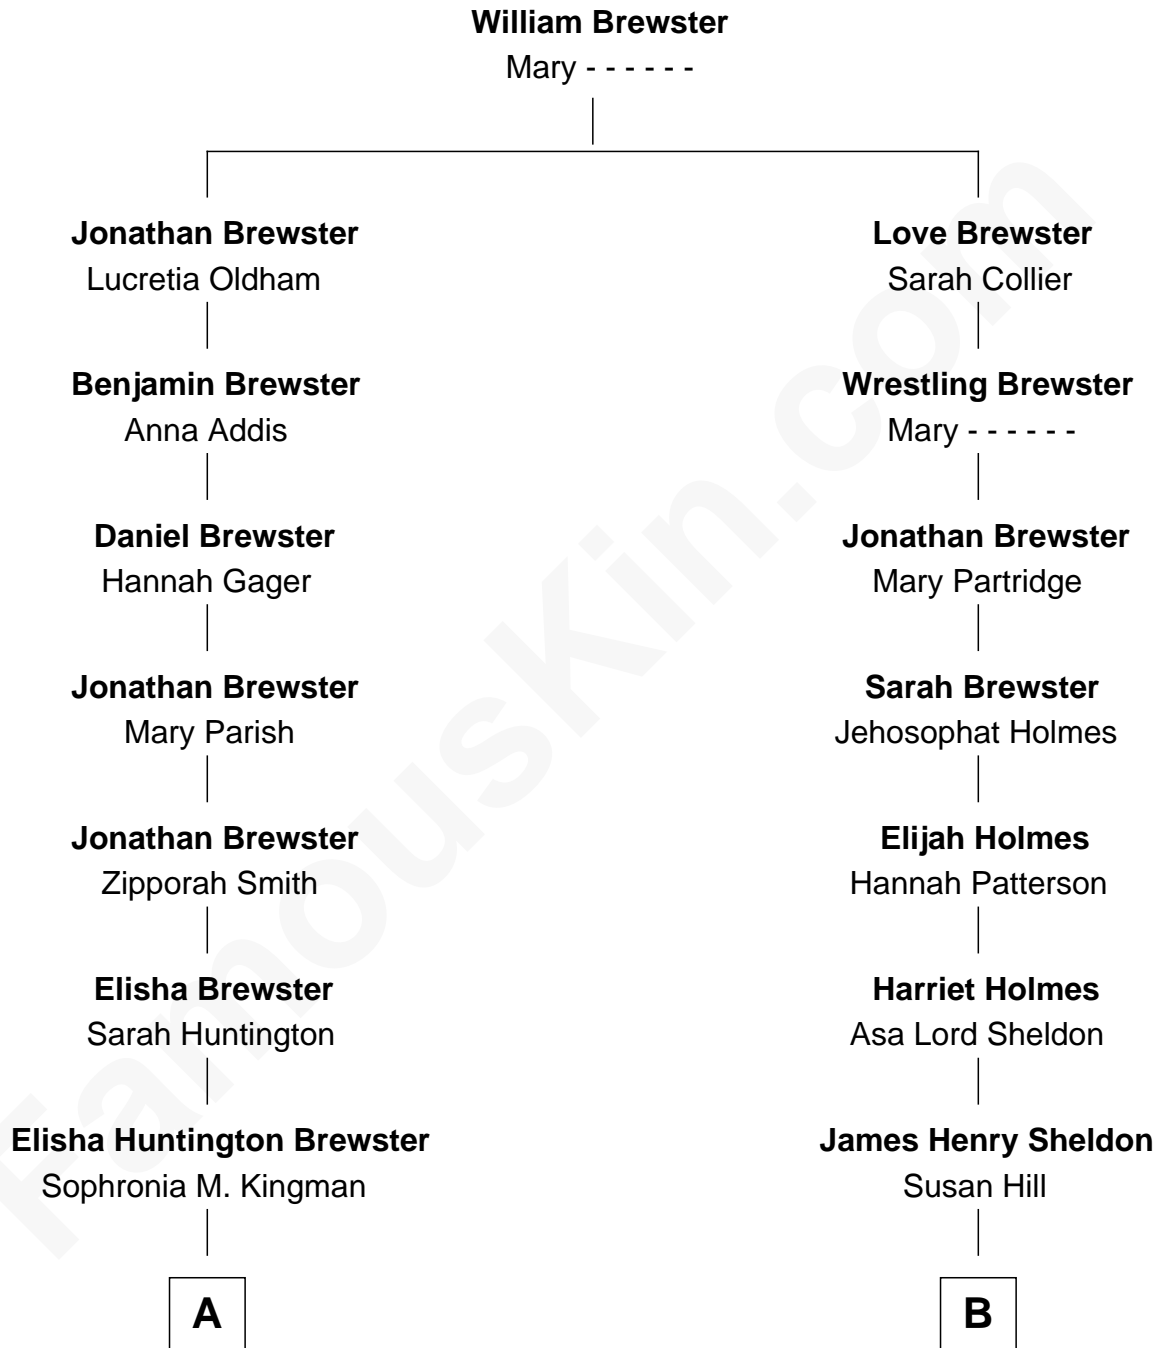 William Brewster
Mary - - - - - -
Jonathan Brewster
Lucretia Oldham
Love Brewster
Sarah Collier
Benjamin Brewster
Anna Addis
Wrestling Brewster
Mary - - - - - -
Daniel Brewster
Hannah Gager
Jonathan Brewster
Mary Partridge
Jonathan Brewster
Mary Parish
Sarah Brewster
Jehosophat Holmes
Jonathan Brewster
Zipporah Smith
Elijah Holmes
Hannah Patterson
Elisha Brewster
Sarah Huntington
Harriet Holmes
Asa Lord Sheldon
Elisha Huntington Brewster
Sophronia M. Kingman
James Henry Sheldon
Susan Hill
A
B
FamousKin.com